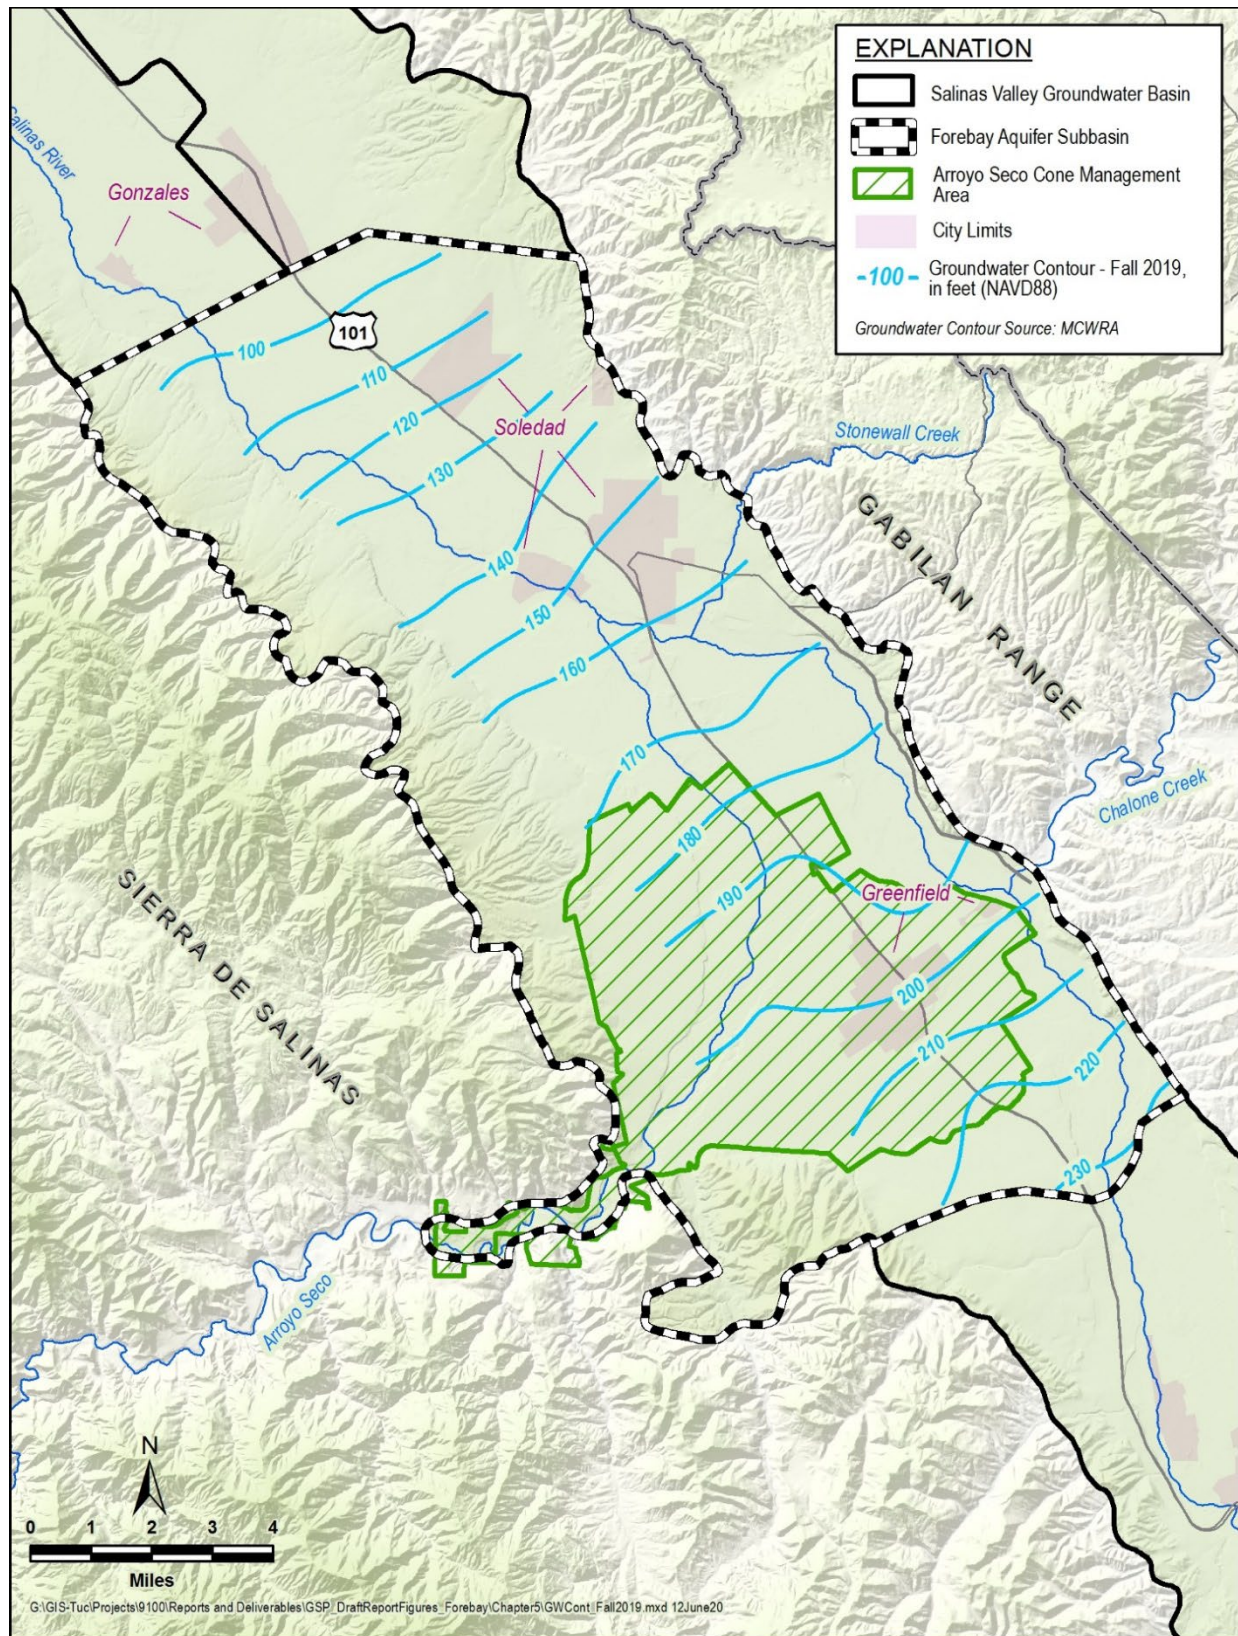 EXPLANATION
Salinas Valley Groundwater Basin
Forebay Aquifer Subbasin
Arroyo Seco Cone Management
Area
City Limits
100
Groundwater Contour - Fall 2019,
in feet (NAVD88)
Groundwater Contour Source: MCWRA
Salinas River
Gonzales
101
100
110
120
Soledad
130
Stonewall Creek
GABILAN RANGE
140
150
160
170
Chalone Creek
180
190
Greenfield
SIERRA DE SALINAS
200
210
220
230
Arroyo Seco
N
0 1 2 3 4
Miles
G:\GIS-Tuc\Projects\9100\Reports and Deliverables\GSP_DraftReportFigures_Forebay\Chapter5\GWCont_Fall2019.mxd 12June20